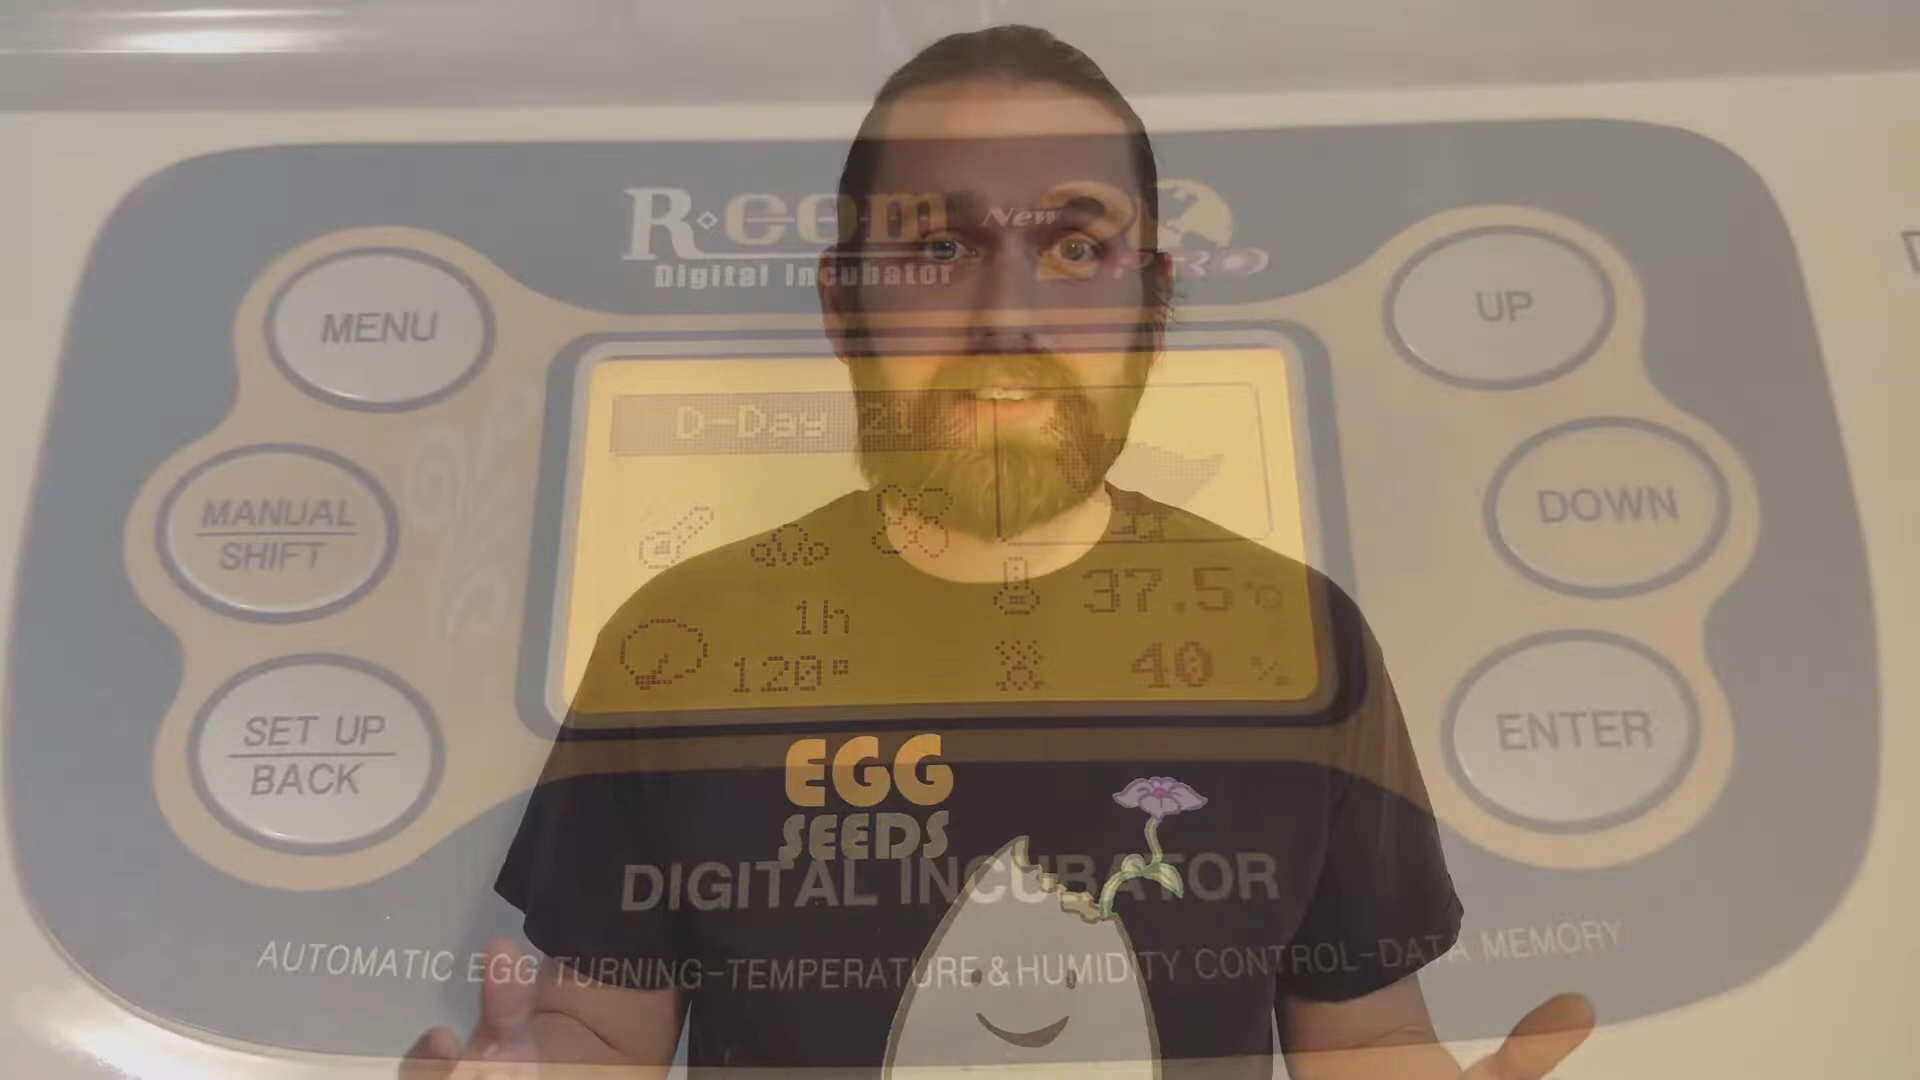 R·com New
PRO
Digital Incubator
MENU
UP
D-Day 21
MANUAL
SHIFT
DOWN
37.5 °C
1h
120°
40 %
SET UP
BACK
ENTER
EGG
SEEDS
DIGITAL INCUBATOR
AUTOMATIC EGG TURNING-TEMPERATURE & HUMIDITY CONTROL-DATA MEMORY